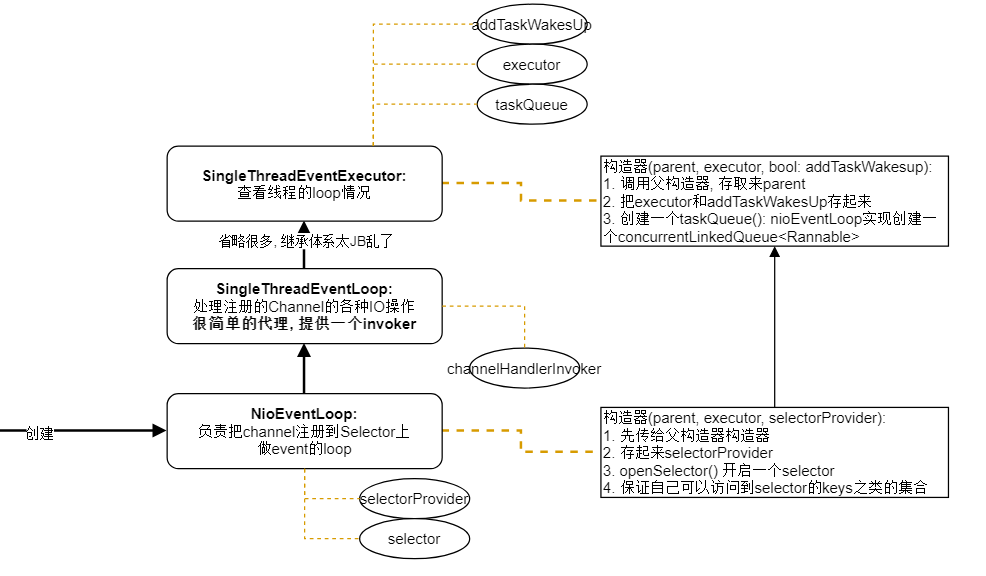 addTaskWakesUp
executor
taskQueue
SingleThreadEventExecutor:
查看线程的loop情况
构造器(parent, executor, bool: addTaskWakesup):
1. 调用父构造器, 存取来parent
2. 把executor和addTaskWakesUp存起来
3. 创建一个taskQueue(): nioEventLoop实现创建一
个concurrentLinkedQueue<Rannable>
省略很多, 继承体系太JB乱了
SingleThreadEventLoop:
处理注册的Channel的各种IO操作
很简单的代理, 提供一个invoker
channelHandlerInvoker
创建
NioEventLoop:
负责把channel注册到Selector上
做event的loop
构造器(parent, executor, selectorProvider):
1. 先传给父构造器构造器
2. 存起来selectorProvider
3. openSelector() 开启一个selector
4. 保证自己可以访问到selector的keys之类的集合
selectorProvider
selector